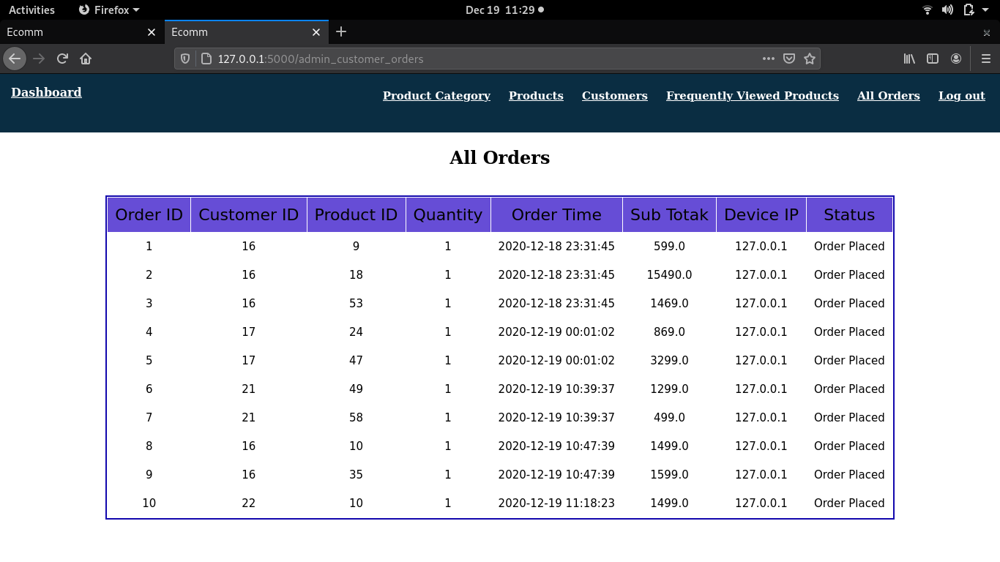 Activities Firefox Dec 19 11:29
Ecomm Ecomm
127.0.0.1:5000/admin_customer_orders
Dashboard Product Category Products Customers Frequently Viewed Products All Orders Log out
All Orders
Order ID Customer ID Product ID Quantity Order Time Sub Totak Device IP Status
1 16 9 1 2020-12-18 23:31:45 599.0 127.0.0.1 Order Placed
2 16 18 1 2020-12-18 23:31:45 15490.0 127.0.0.1 Order Placed
3 16 53 1 2020-12-18 23:31:45 1469.0 127.0.0.1 Order Placed
4 17 24 1 2020-12-19 00:01:02 869.0 127.0.0.1 Order Placed
5 17 47 1 2020-12-19 00:01:02 3299.0 127.0.0.1 Order Placed
6 21 49 1 2020-12-19 10:39:37 1299.0 127.0.0.1 Order Placed
7 21 58 1 2020-12-19 10:39:37 499.0 127.0.0.1 Order Placed
8 16 10 1 2020-12-19 10:47:39 1499.0 127.0.0.1 Order Placed
9 16 35 1 2020-12-19 10:47:39 1599.0 127.0.0.1 Order Placed
10 22 10 1 2020-12-19 11:18:23 1499.0 127.0.0.1 Order Placed